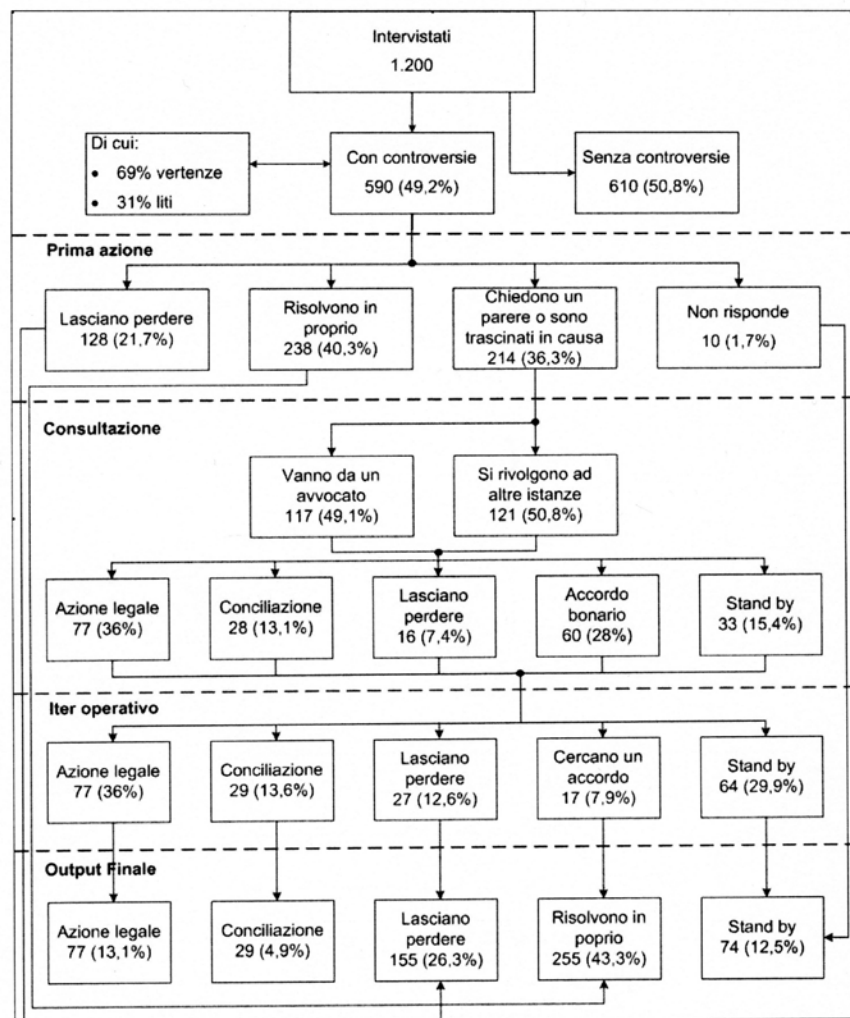 Intervistati
1.200
Di cui:
• 69% vertenze
• 31% liti
Con controversie
590 (49,2%)
Senza controversie
610 (50,8%)
Prima azione
Lasciano perdere
128 (21,7%)
Risolvono in
proprio
238 (40,3%)
Chiedono un
parere o sono
trascinati in causa
214 (36,3%)
Non risponde
10 (1,7%)
Consultazione
Vanno da un
avvocato
117 (49,1%)
Si rivolgono ad
altre istanze
121 (50,8%)
Azione legale
77 (36%)
Conciliazione
28 (13,1%)
Lasciano
perdere
16 (7,4%)
Accordo
bonario
60 (28%)
Stand by
33 (15,4%)
Iter operativo
Azione legale
77 (36%)
Conciliazione
29 (13,6%)
Lasciano
perdere
27 (12,6%)
Cercano un
accordo
17 (7,9%)
Stand by
64 (29,9%)
Output Finale
Azione legale
77 (13,1%)
Conciliazione
29 (4,9%)
Lasciano
perdere
155 (26,3%)
Risolvono in
poprio
255 (43,3%)
Stand by
74 (12,5%)